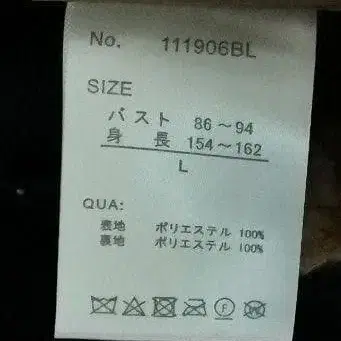 No. 111906BL
SIZE
バスト 86～94
身長 154～162
L
QUA:
表地 ポリエステル 100%
裏地 ポリエステル 100%